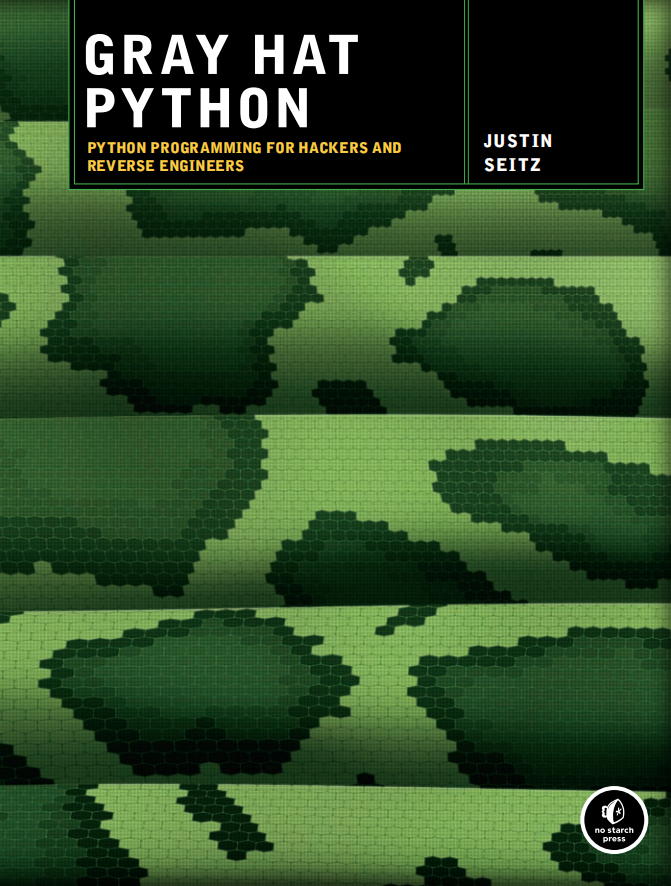 GRAY HAT
PYTHON
PYTHON PROGRAMMING FOR HACKERS AND
REVERSE ENGINEERS
JUSTIN
SEITZ
no starch
press